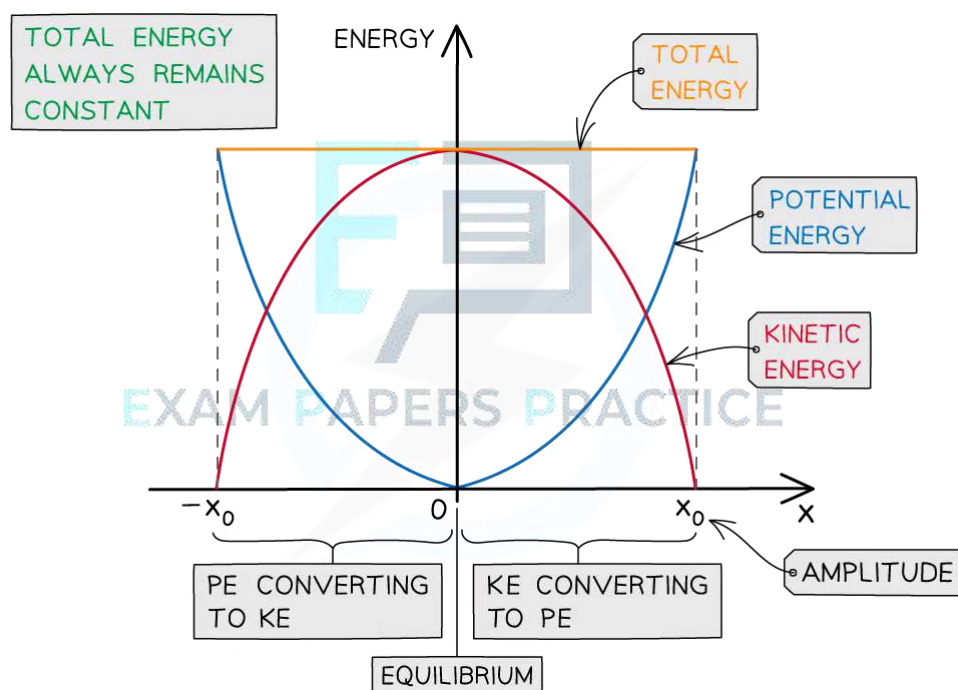 TOTAL ENERGY
ALWAYS REMAINS
CONSTANT
ENERGY
TOTAL
ENERGY
POTENTIAL
ENERGY
KINETIC
ENERGY
EXAM PAPERS PRACTICE
-x₀
0
x₀
x
AMPLITUDE
PE CONVERTING
TO KE
KE CONVERTING
TO PE
EQUILIBRIUM